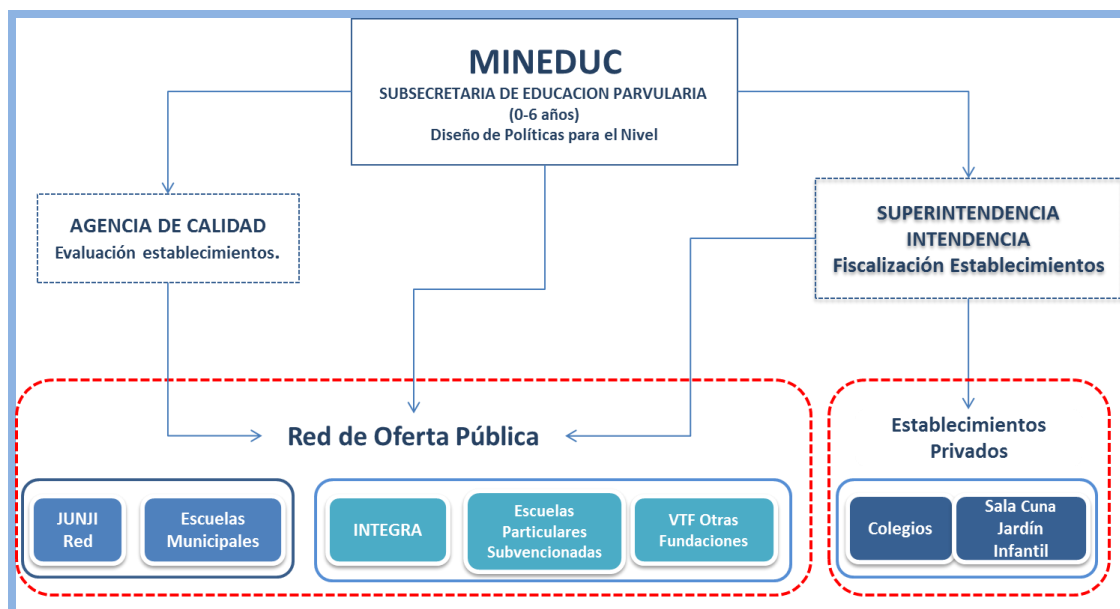 MINEDUC
SUBSECRETARIA DE EDUCACION PARVULARIA
(0-6 años)
Diseño de Políticas para el Nivel
AGENCIA DE CALIDAD
Evaluación establecimientos.
SUPERINTENDENCIA
INTENDENCIA
Fiscalización Establecimientos
Red de Oferta Pública
Establecimientos
Privados
JUNJI
Red
Escuelas
Municipales
INTEGRA
Escuelas
Particulares
Subvencionadas
VTF Otras
Fundaciones
Colegios
Sala Cuna
Jardín
Infantil